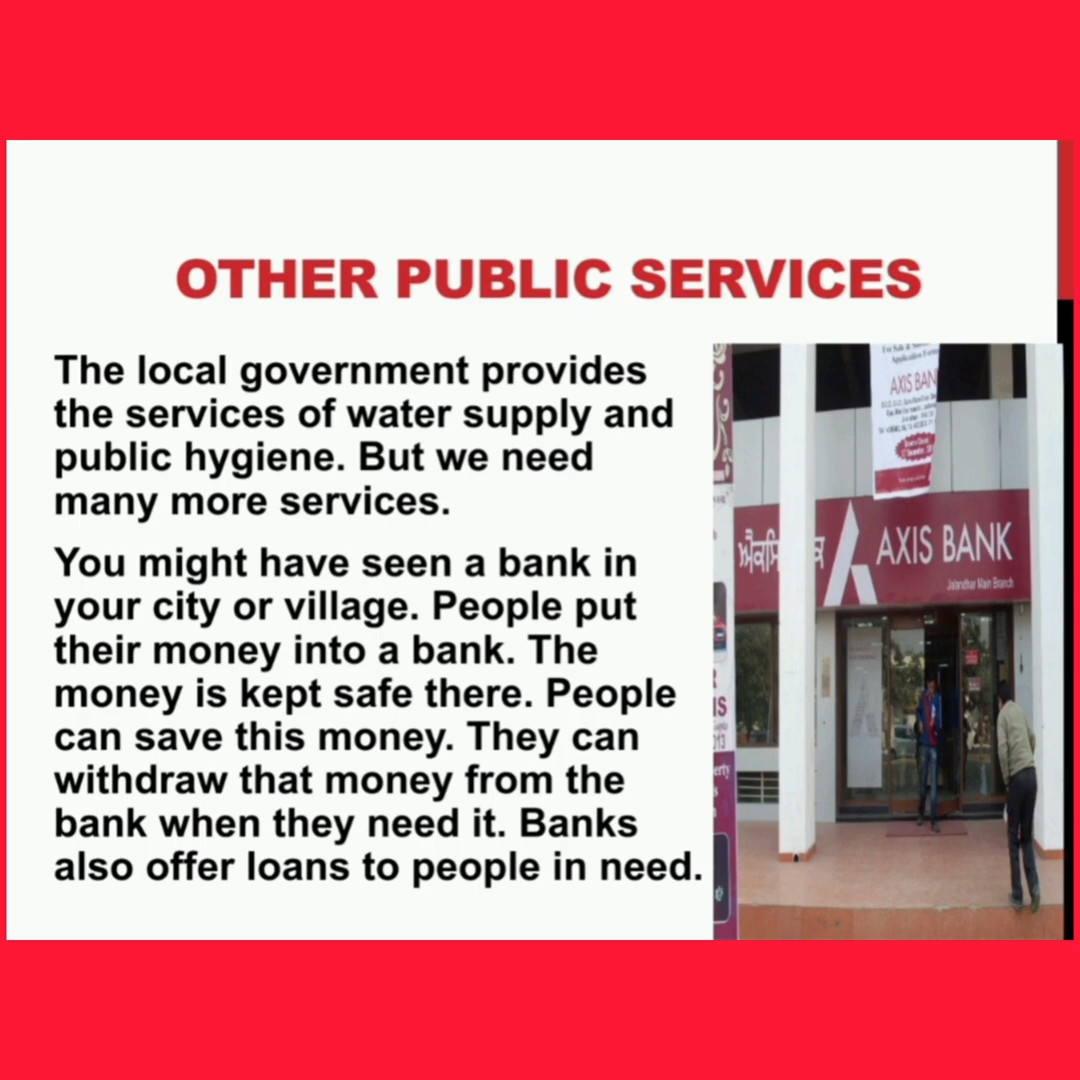 OTHER PUBLIC SERVICES
The local government provides
the services of water supply and
public hygiene. But we need
many more services.
You might have seen a bank in
your city or village. People put
their money into a bank. The
money is kept safe there. People
can save this money. They can
withdraw that money from the
bank when they need it. Banks
also offer loans to people in need.
Application Form
AXIS BAN
AXIS BANK
Jalandhar Main Branch
IS